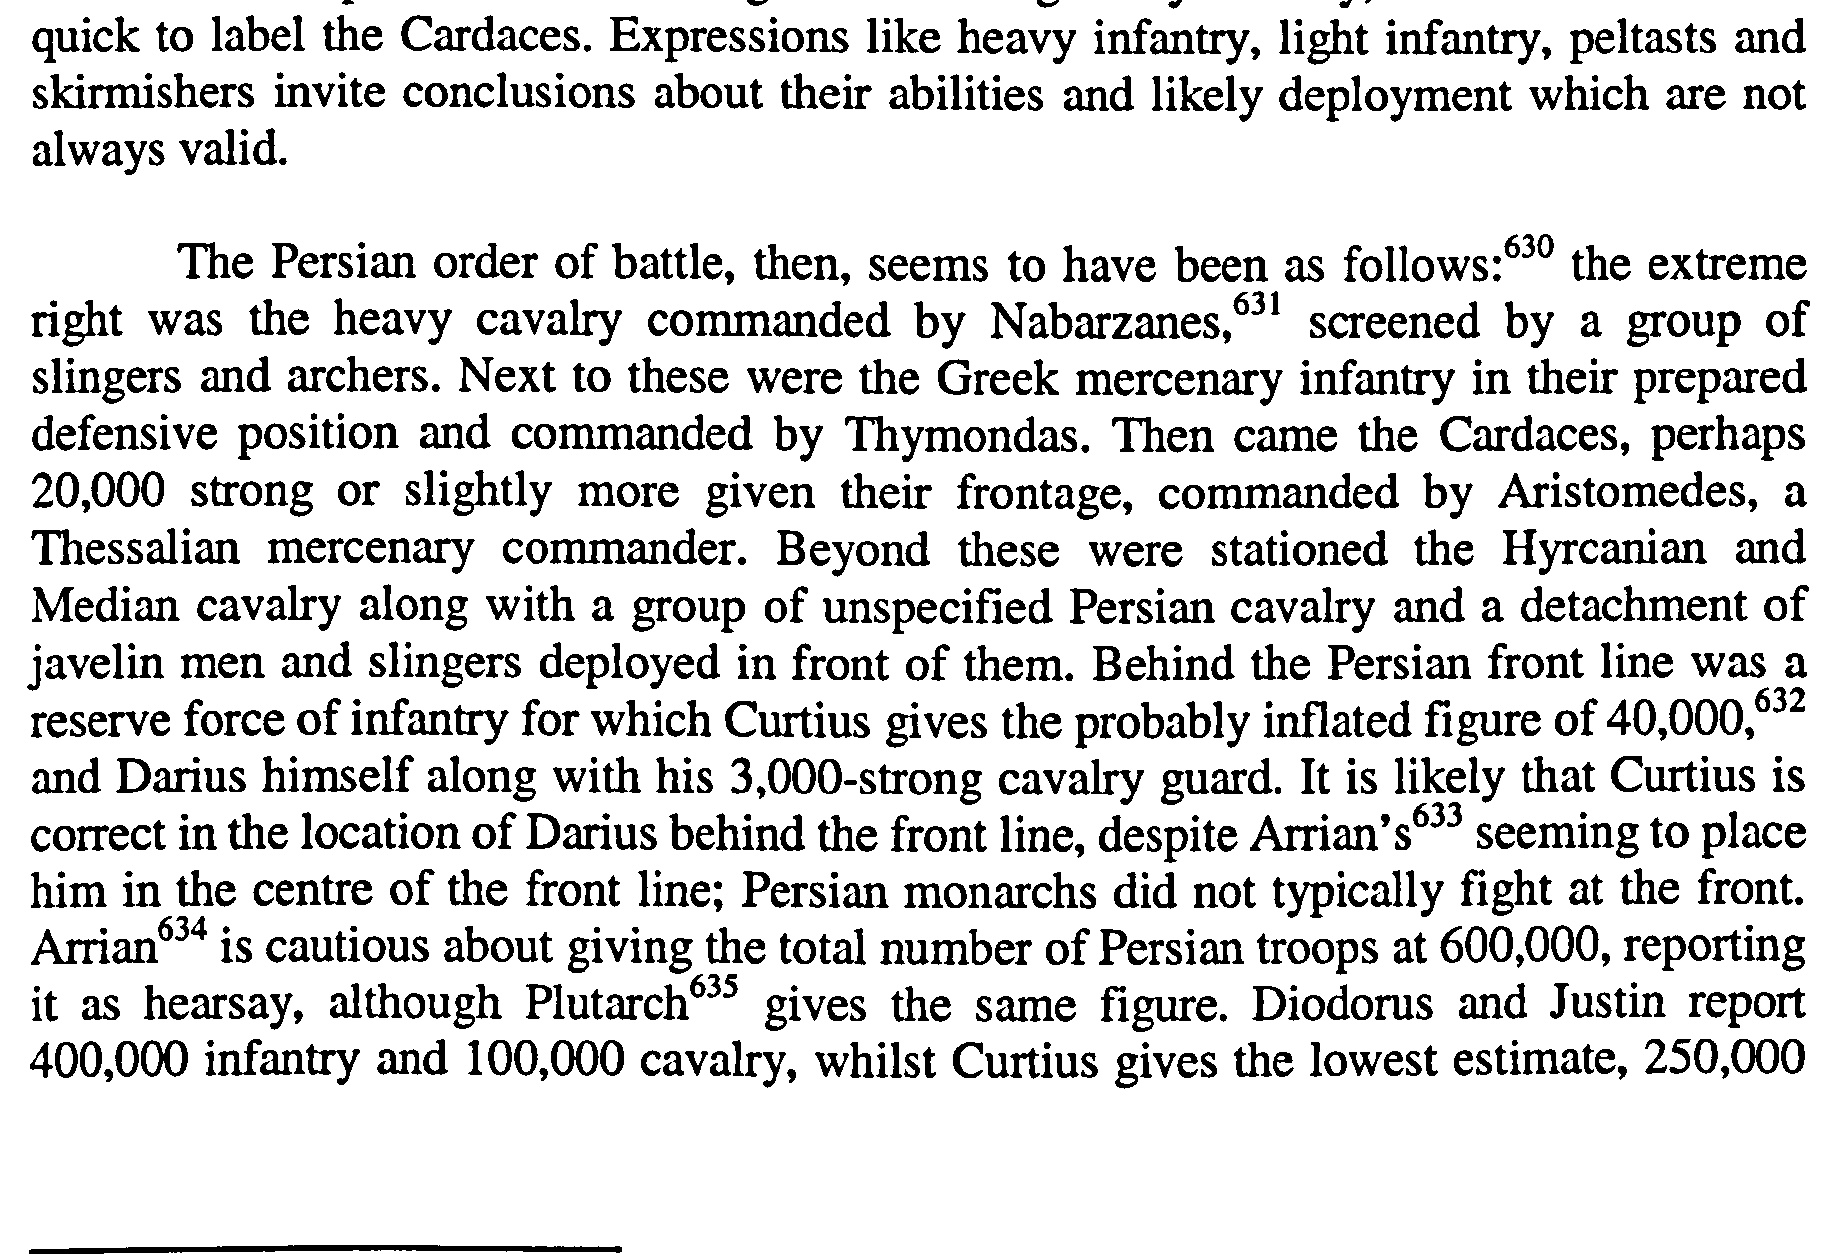 quick to label the Cardaces. Expressions like heavy infantry, light infantry, peltasts and
skirmishers invite conclusions about their abilities and likely deployment which are not
always valid.
The Persian order of battle, then, seems to have been as follows:630 the extreme
right was the heavy cavalry commanded by Nabarzanes,631 screened by a group of
slingers and archers. Next to these were the Greek mercenary infantry in their prepared
defensive position and commanded by Thymondas. Then came the Cardaces, perhaps
20,000 strong or slightly more given their frontage, commanded by Aristomedes, a
Thessalian mercenary commander. Beyond these were stationed the Hyrcanian and
Median cavalry along with a group of unspecified Persian cavalry and a detachment of
javelin men and slingers deployed in front of them. Behind the Persian front line was a
reserve force of infantry for which Curtius gives the probably inflated figure of 40,000,632
and Darius himself along with his 3,000-strong cavalry guard. It is likely that Curtius is
correct in the location of Darius behind the front line, despite Arrian's633 seeming to place
him in the centre of the front line; Persian monarchs did not typically fight at the front.
Arrian634 is cautious about giving the total number of Persian troops at 600,000, reporting
it as hearsay, although Plutarch635 gives the same figure. Diodorus and Justin report
400,000 infantry and 100,000 cavalry, whilst Curtius gives the lowest estimate, 250,000